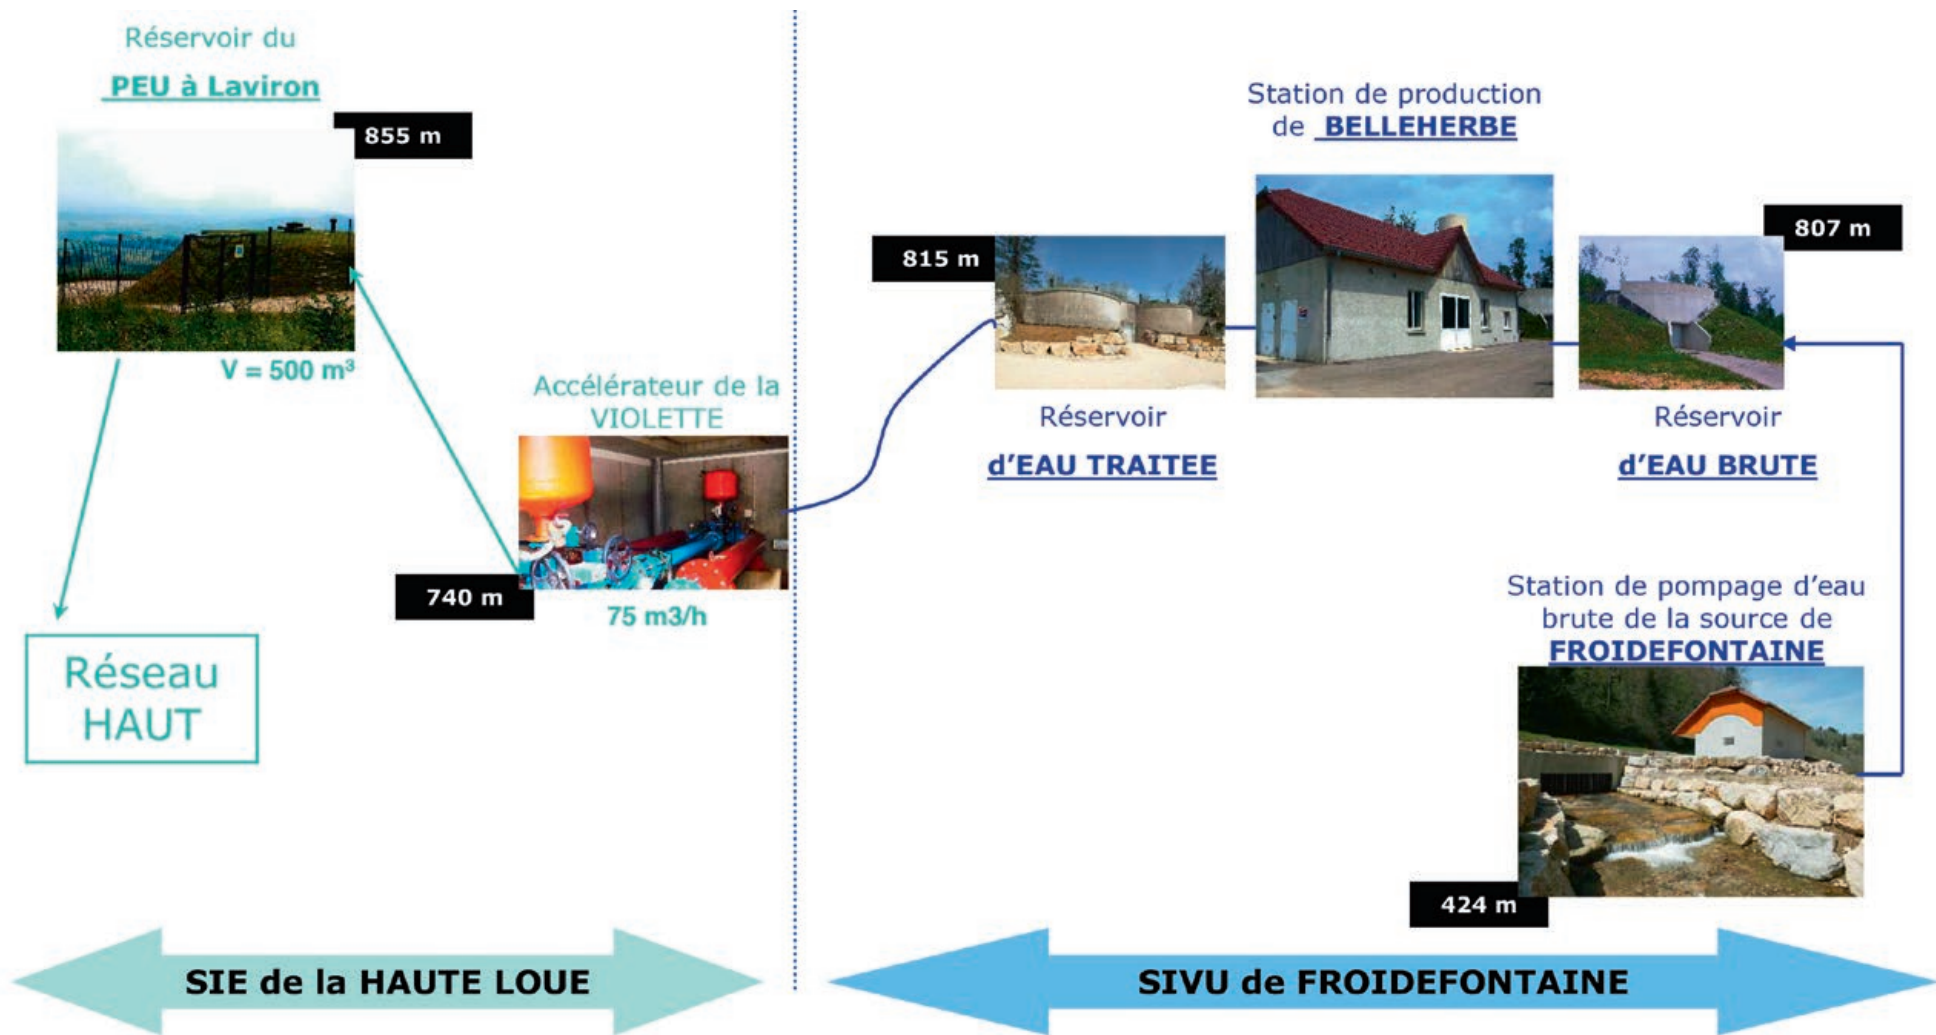 Réservoir du
PEU à Laviron
855 m
V = 500 m³
Accélérateur de la
VIOLETTE
740 m
75 m3/h
Réseau
HAUT
Station de production
de BELLEHERBE
815 m
807 m
Réservoir
d'EAU TRAITEE
Réservoir
d'EAU BRUTE
Station de pompage d'eau
brute de la source de
FROIDEFONTAINE
424 m
SIE de la HAUTE LOUE
SIVU de FROIDEFONTAINE